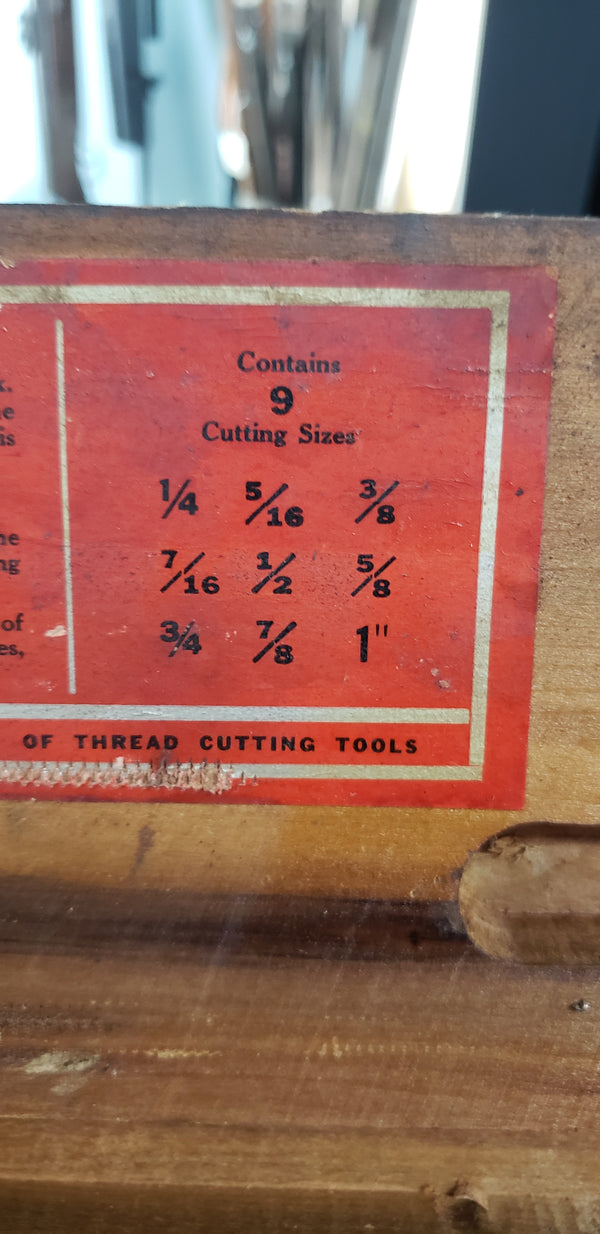 Contains
9
Cutting Sizes
1/4 5/16 3/8
7/16 1/2 5/8
3/4 7/8 1"
of
OF THREAD CUTTING TOOLS